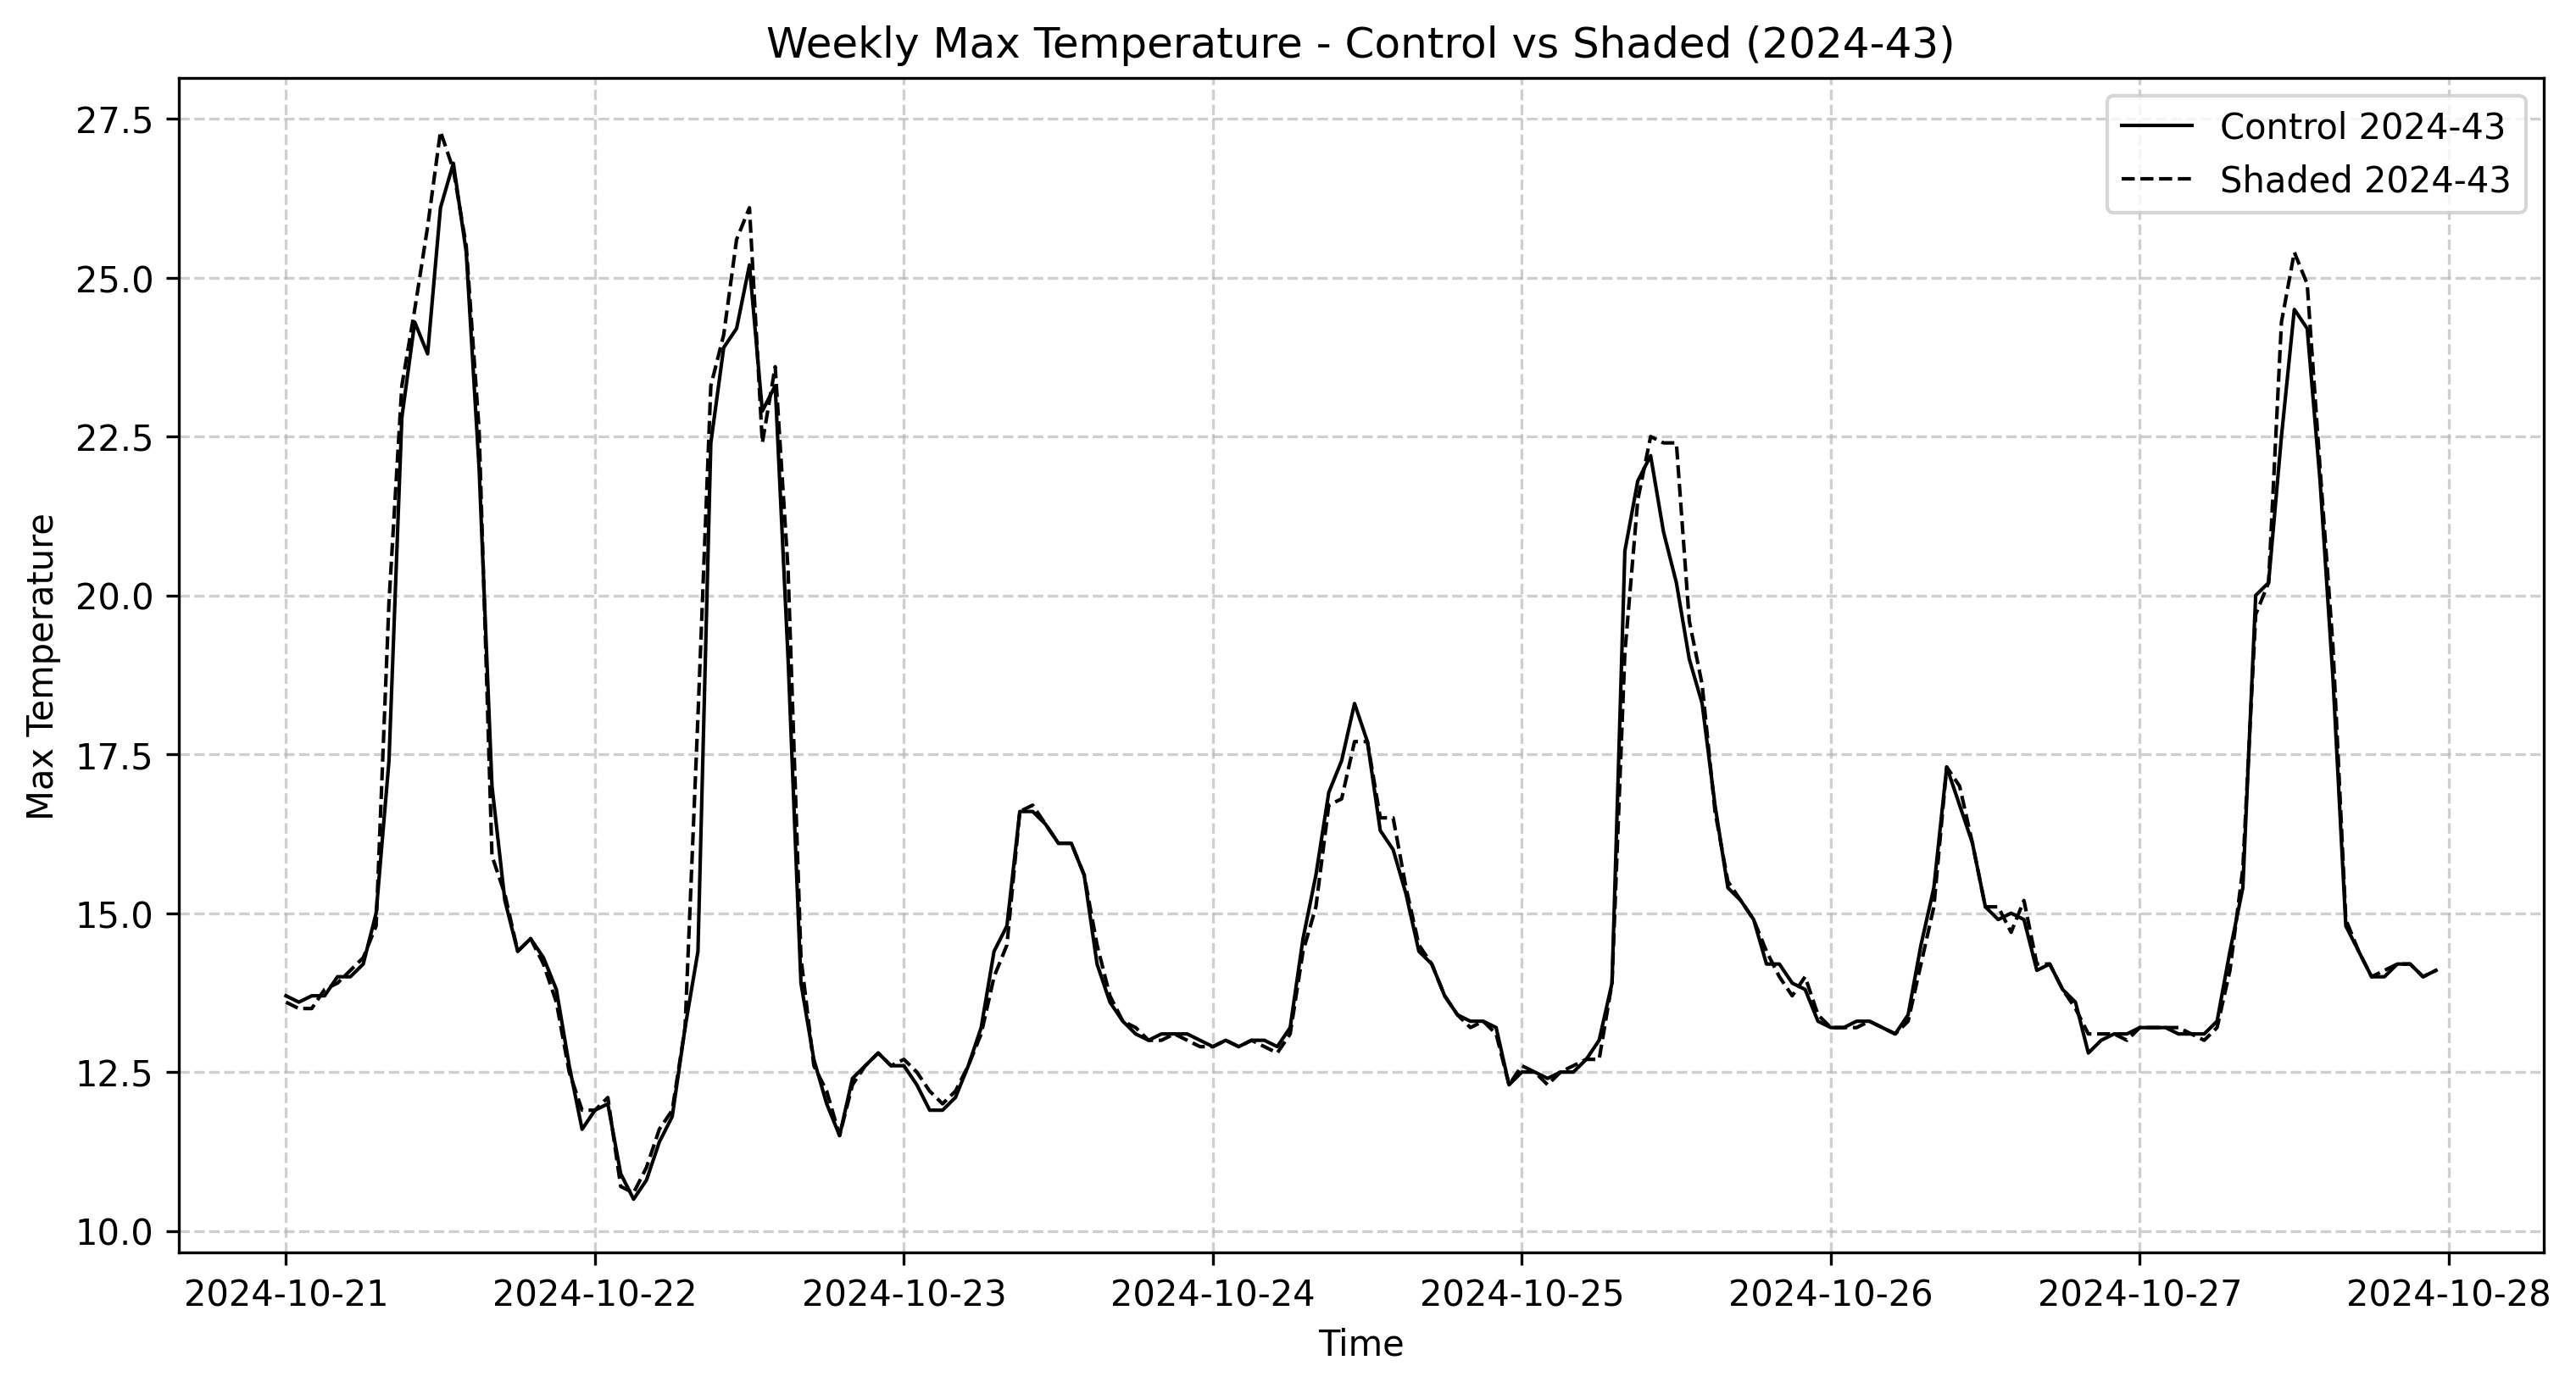 Weekly Max Temperature - Control vs Shaded (2024-43)
Control 2024-43
Shaded 2024-43
Max Temperature
27.5
25.0
22.5
20.0
17.5
15.0
12.5
10.0
2024-10-21 2024-10-22 2024-10-23 2024-10-24 2024-10-25 2024-10-26 2024-10-27 2024-10-28
Time